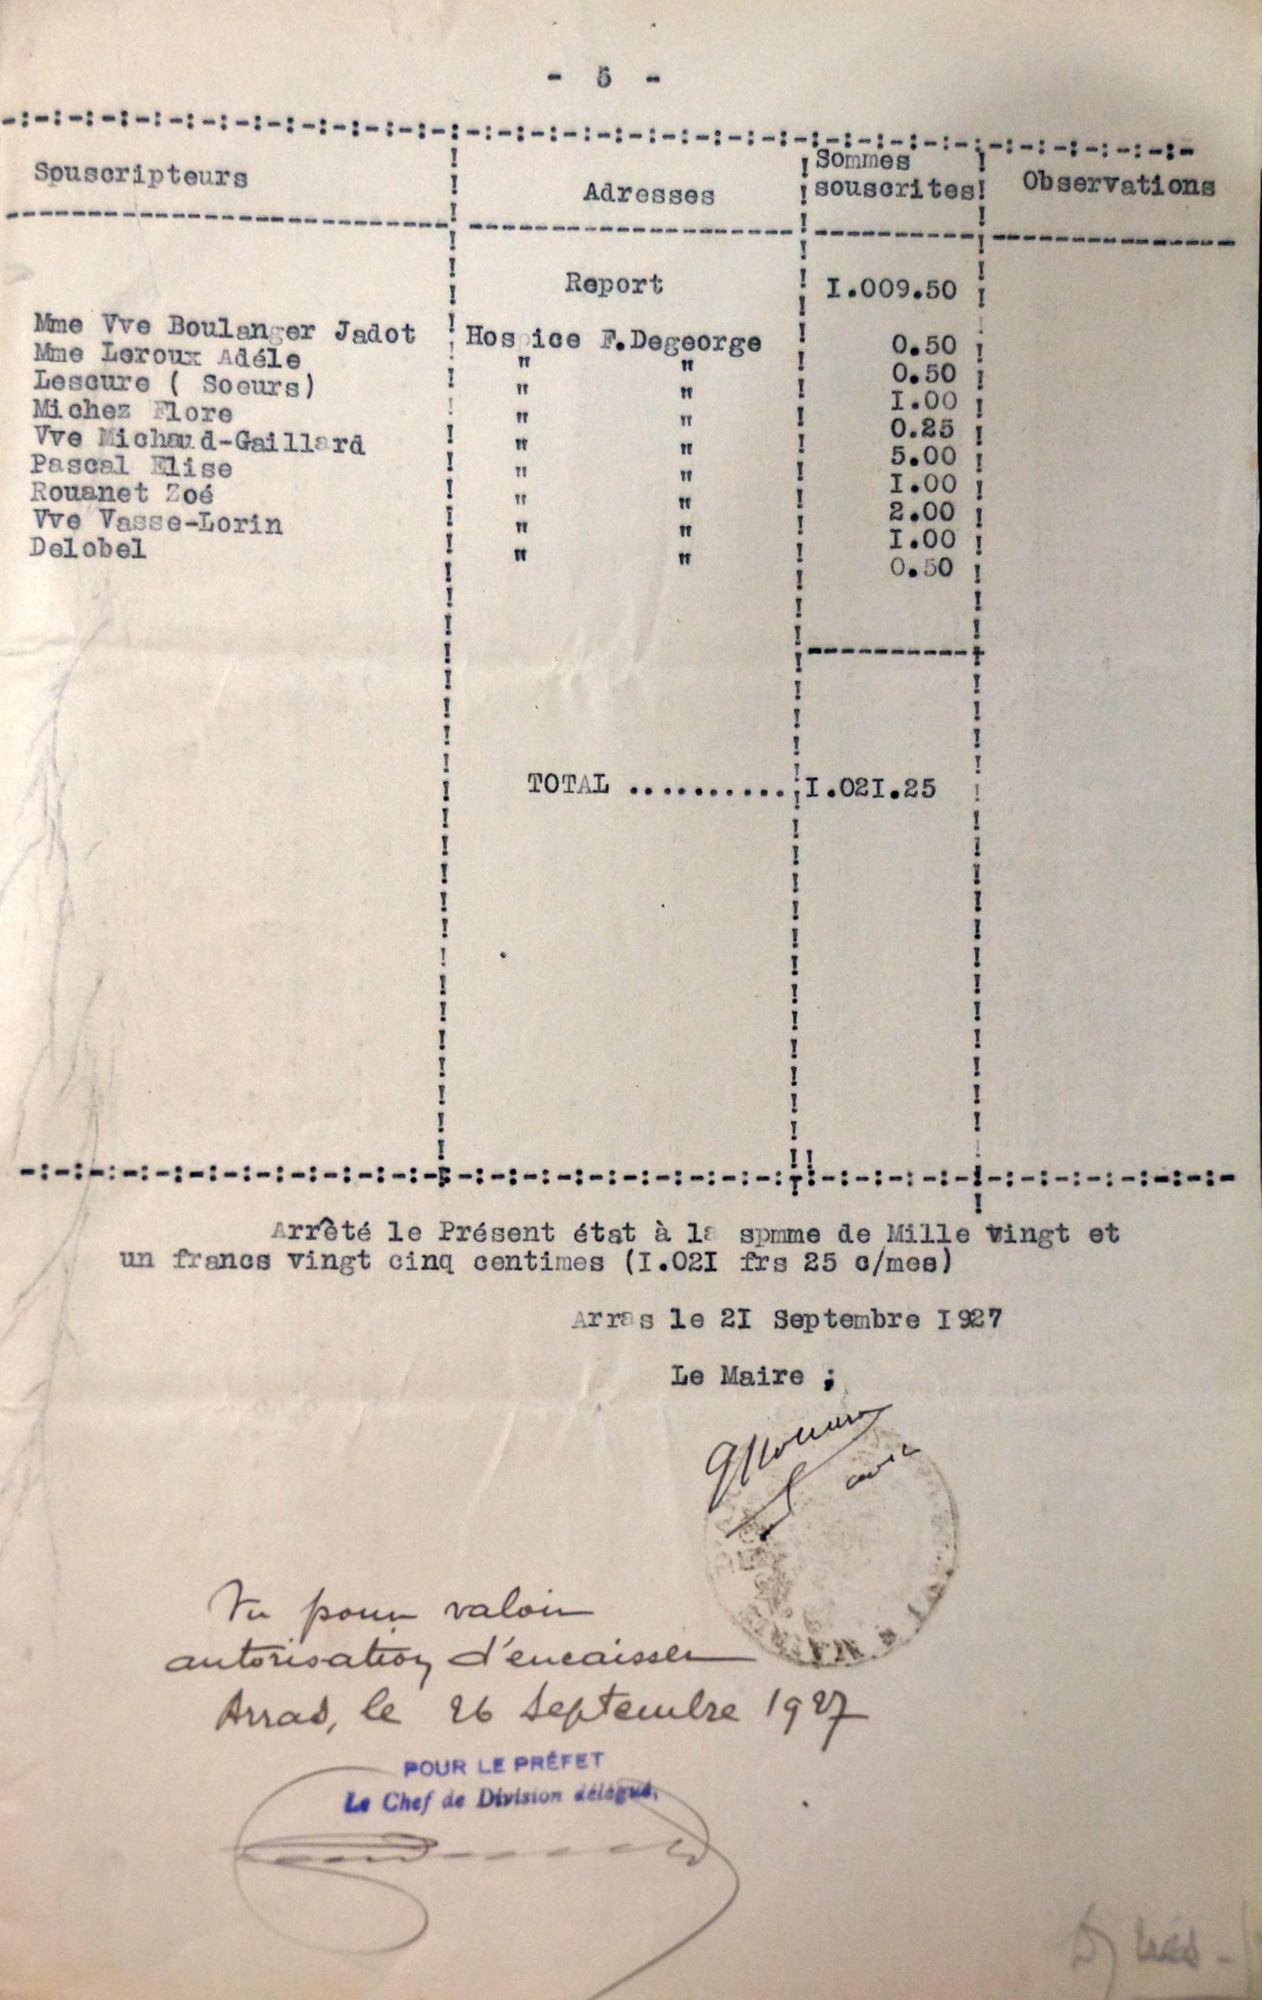 - 5 -
Souscripteurs Adresses Sommes souscrites Observations
Report I.009.50
Mme Vve Boulanger Jadot Hospice F.Degeorge 0.50
Mme Leroux Adéle " " 0.50
Lescure ( Soeurs) " " I.00
Michez Flore " " 0.25
Vve Michaud-Gaillard " " 5.00
Pascal Elise " " I.00
Rouanet Zoé " " 2.00
Vve Vasse-Lorin " " I.00
Delobel " " 0.50
TOTAL .......... I.02I.25
Arrêté le Présent état à la spmme de Mille vingt et
un francs vingt cinq centimes (I.02I frs 25 c/mes)
Arras le 2I Septembre I927
Le Maire ;
Vu pour valoir
autorisation d'encaisser
Arras, le 26 Septembre 1927
POUR LE PRÉFET
Le Chef de Division délégué,